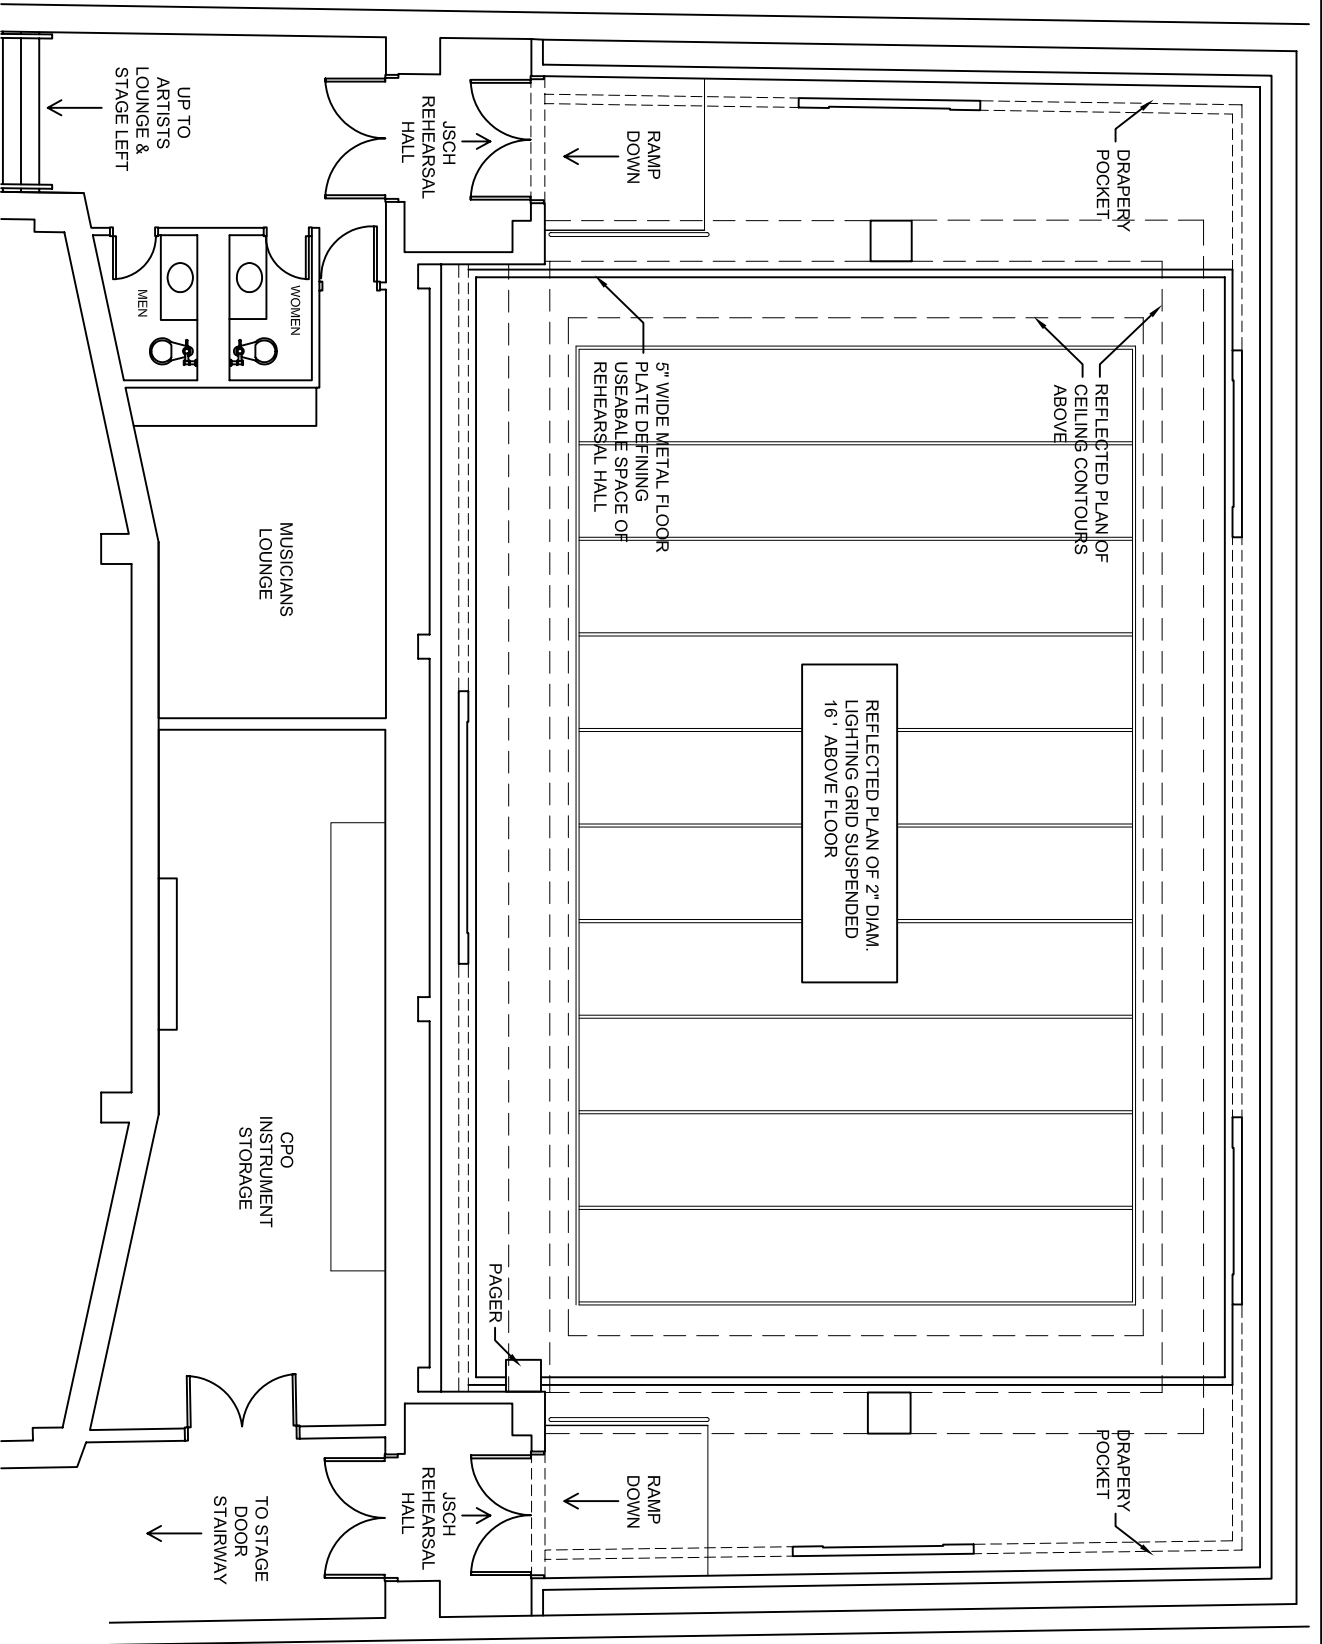 UP TO
ARTISTS
LOUNGE &
STAGE LEFT
JSCH
REHEARSAL
HALL
RAMP
DOWN
DRAPERY
POCKET
MEN
WOMEN
5" WIDE METAL FLOOR
PLATE DEFINING
USEABALE SPACE OF
REHEARSAL HALL
REFLECTED PLAN OF
CEILING CONTOURS
ABOVE
MUSICIANS
LOUNGE
REFLECTED PLAN OF 2" DIAM.
LIGHTING GRID SUSPENDED
16 ' ABOVE FLOOR
CPO
INSTRUMENT
STORAGE
PAGER
TO STAGE
DOOR
STAIRWAY
JSCH
REHEARSAL
HALL
RAMP
DOWN
DRAPERY
POCKET